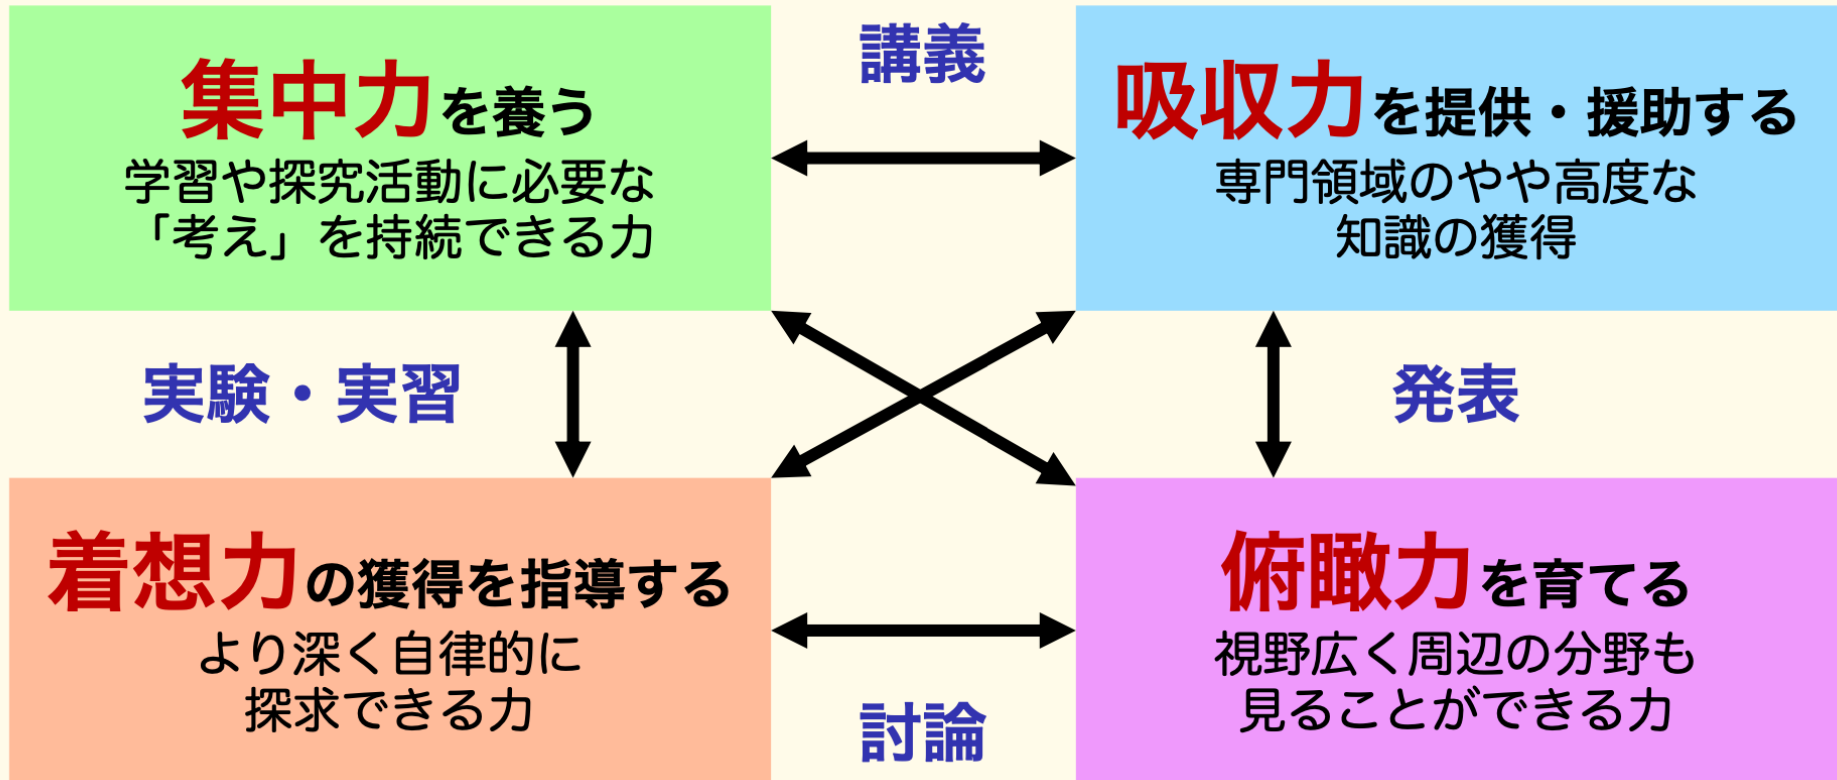 集中力を養う
学習や探究活動に必要な
「考え」を持続できる力
講義
吸収力を提供・援助する
専門領域のやや高度な
知識の獲得
実験・実習
発表
着想力の獲得を指導する
より深く自律的に
探求できる力
討論
俯瞰力を育てる
視野広く周辺の分野も
見ることができる力